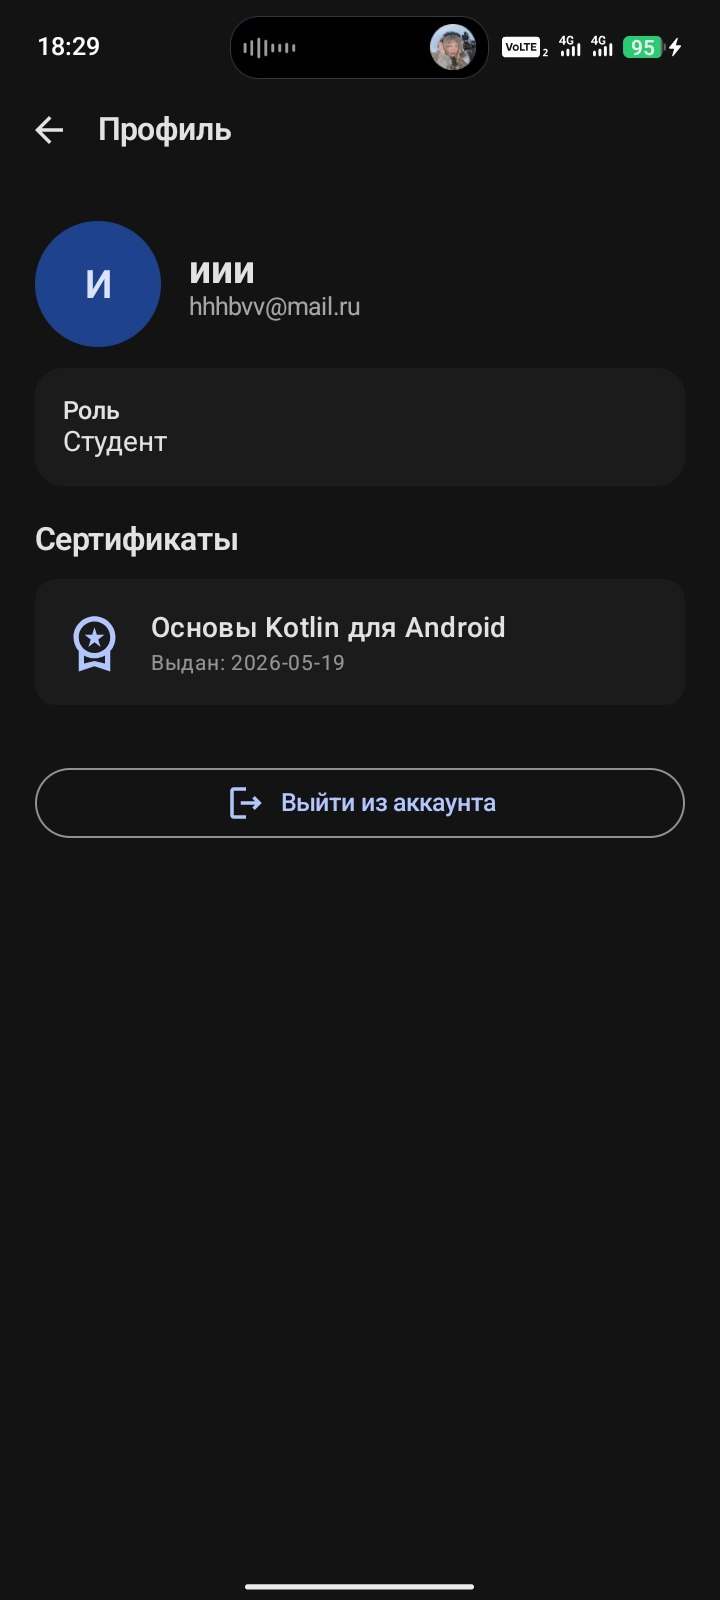 18:29
VoLTE 2 4G 4G 95
Профиль
И
иии
hhhbvv@mail.ru
Роль
Студент
Сертификаты
Основы Kotlin для Android
Выдан: 2026-05-19
Выйти из аккаунта